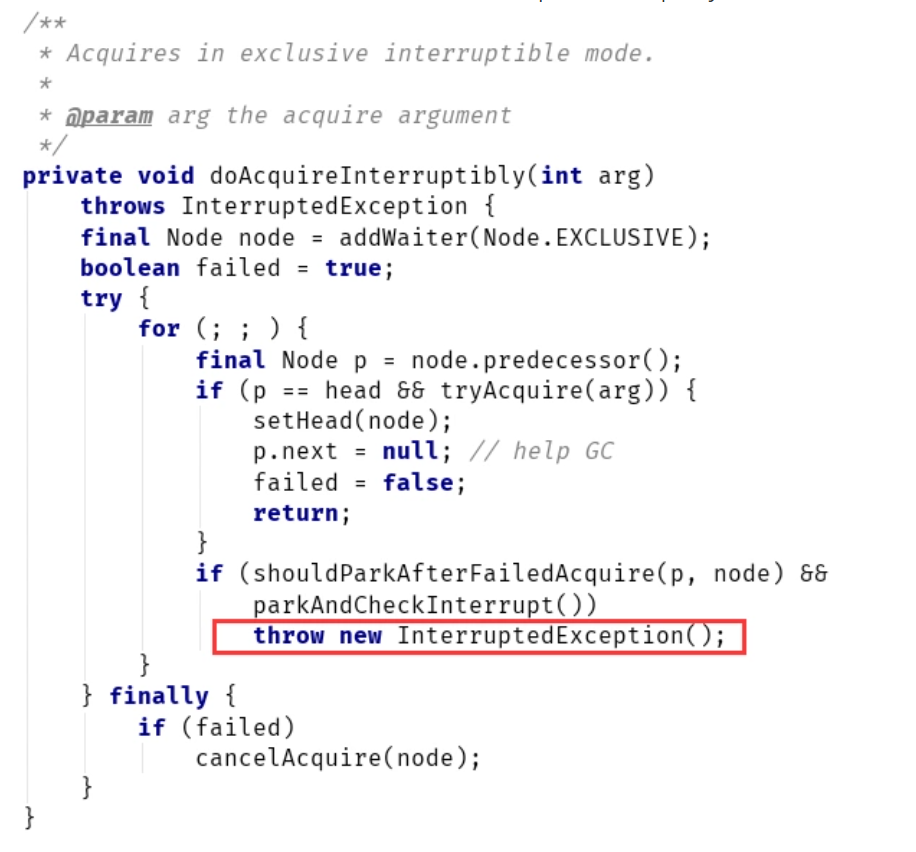 /**
 * Acquires in exclusive interruptible mode.
 *
 * @param arg the acquire argument
 */
private void doAcquireInterruptibly(int arg)
    throws InterruptedException {
    final Node node = addWaiter(Node.EXCLUSIVE);
    boolean failed = true;
    try {
        for (; ; ) {
            final Node p = node.predecessor();
            if (p == head && tryAcquire(arg)) {
                setHead(node);
                p.next = null; // help GC
                failed = false;
                return;
            }
            if (shouldParkAfterFailedAcquire(p, node) &&
                parkAndCheckInterrupt())
                throw new InterruptedException();
        }
    } finally {
        if (failed)
            cancelAcquire(node);
    }
}